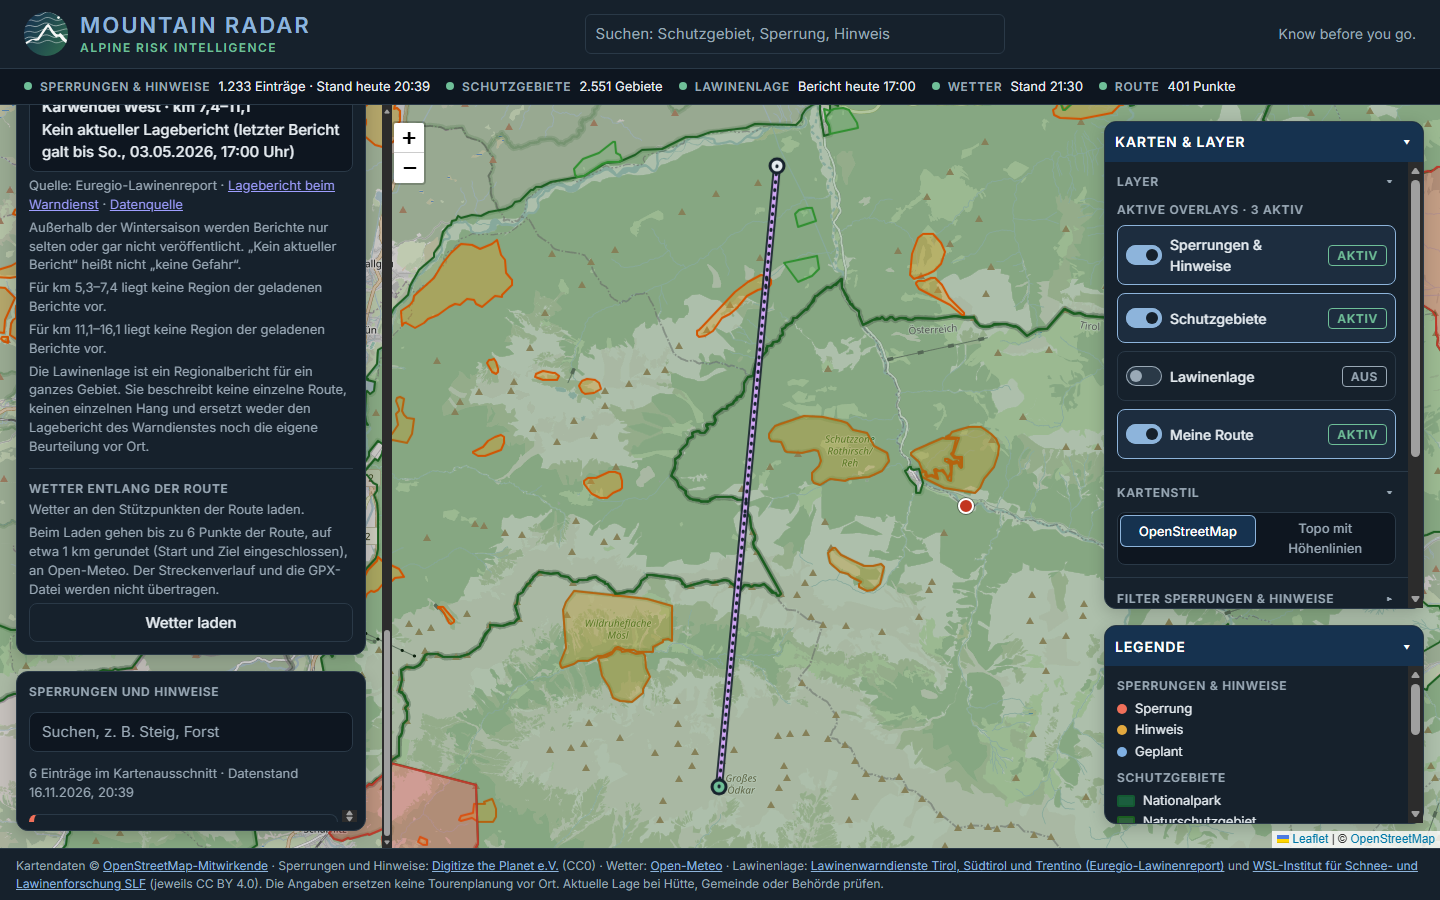 MOUNTAIN RADAR
ALPINE RISK INTELLIGENCE
Suchen: Schutzgebiet, Sperrung, Hinweis
Know before you go.
SPERRUNGEN & HINWEISE 1.233 Einträge · Stand heute 20:39
SCHUTZGEBIETE 2.551 Gebiete
LAWINENLAGE Bericht heute 17:00
WETTER Stand 21:30
ROUTE 401 Punkte
Karwendel West · km 7,4–11,1
Kein aktueller Lagebericht (letzter Bericht
galt bis So., 03.05.2026, 17:00 Uhr)
Quelle: Euregio-Lawinenreport · Lagebericht beim
Warndienst · Datenquelle
Außerhalb der Wintersaison werden Berichte nur
selten oder gar nicht veröffentlicht. „Kein aktueller
Bericht“ heißt nicht „keine Gefahr“.
Für km 5,3–7,4 liegt keine Region der geladenen
Berichte vor.
Für km 11,1–16,1 liegt keine Region der geladenen
Berichte vor.
Die Lawinenlage ist ein Regionalbericht für ein
ganzes Gebiet. Sie beschreibt keine einzelne Route,
keinen einzelnen Hang und ersetzt weder den
Lagebericht des Warndienstes noch die eigene
Beurteilung vor Ort.
WETTER ENTLANG DER ROUTE
Wetter an den Stützpunkten der Route laden.
Beim Laden gehen bis zu 6 Punkte der Route, auf
etwa 1 km gerundet (Start und Ziel eingeschlossen),
an Open-Meteo. Der Streckenverlauf und die GPX-
Datei werden nicht übertragen.
Wetter laden
SPERRUNGEN UND HINWEISE
Suchen, z. B. Steig, Forst
6 Einträge im Kartenausschnitt · Datenstand
16.11.2026, 20:39
+
−
Österreich
Tirol
Schutzzone
Rothirsch/
Reh
Wildruhefläche
Mösl
Großes
Ödkar
KARTEN & LAYER
LAYER
AKTIVE OVERLAYS · 3 AKTIV
Sperrungen &
Hinweise
AKTIV
Schutzgebiete
AKTIV
Lawinenlage
AUS
Meine Route
AKTIV
KARTENSTIL
OpenStreetMap
Topo mit
Höhenlinien
FILTER SPERRUNGEN & HINWEISE
LEGENDE
SPERRUNGEN & HINWEISE
Sperrung
Hinweis
Geplant
SCHUTZGEBIETE
Nationalpark
Naturschutzgebiet
Leaflet | © OpenStreetMap
Kartendaten © OpenStreetMap-Mitwirkende · Sperrungen und Hinweise: Digitize the Planet e.V. (CC0) · Wetter: Open-Meteo · Lawinenlage: Lawinenwarndienste Tirol, Südtirol und Trentino (Euregio-Lawinenreport) und WSL-Institut für Schnee- und
Lawinenforschung SLF (jeweils CC BY 4.0). Die Angaben ersetzen keine Tourenplanung vor Ort. Aktuelle Lage bei Hütte, Gemeinde oder Behörde prüfen.